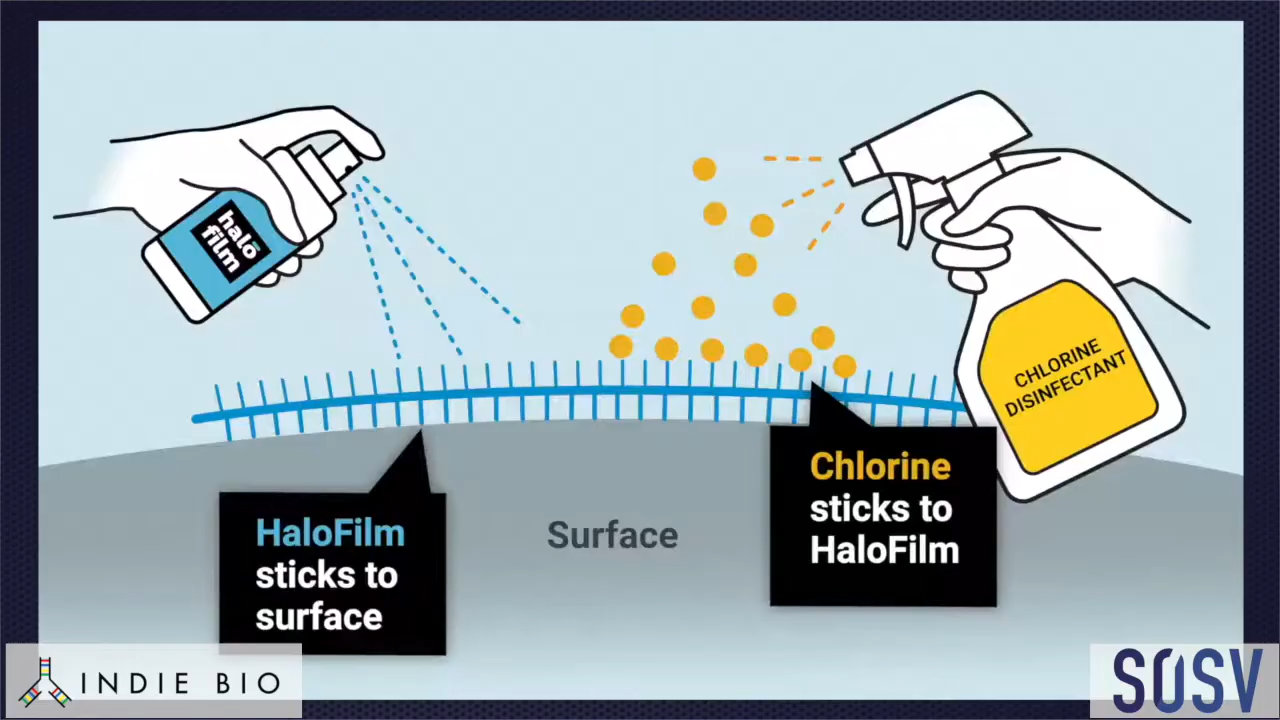 halo
film
CHLORINE
DISINFECTANT
HaloFilm
sticks to
surface
Surface
Chlorine
sticks to
HaloFilm
INDIE BIO
SOSV